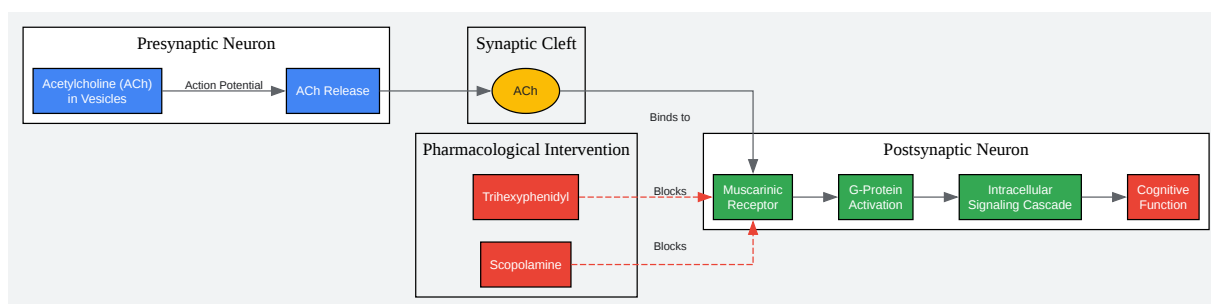 Presynaptic Neuron
Acetylcholine (ACh)
in Vesicles
Action Potential
ACh Release
Synaptic Cleft
ACh
Binds to
Pharmacological Intervention
Trihexyphenidyl
Blocks
Scopolamine
Blocks
Postsynaptic Neuron
Muscarinic
Receptor
G-Protein
Activation
Intracellular
Signaling Cascade
Cognitive
Function